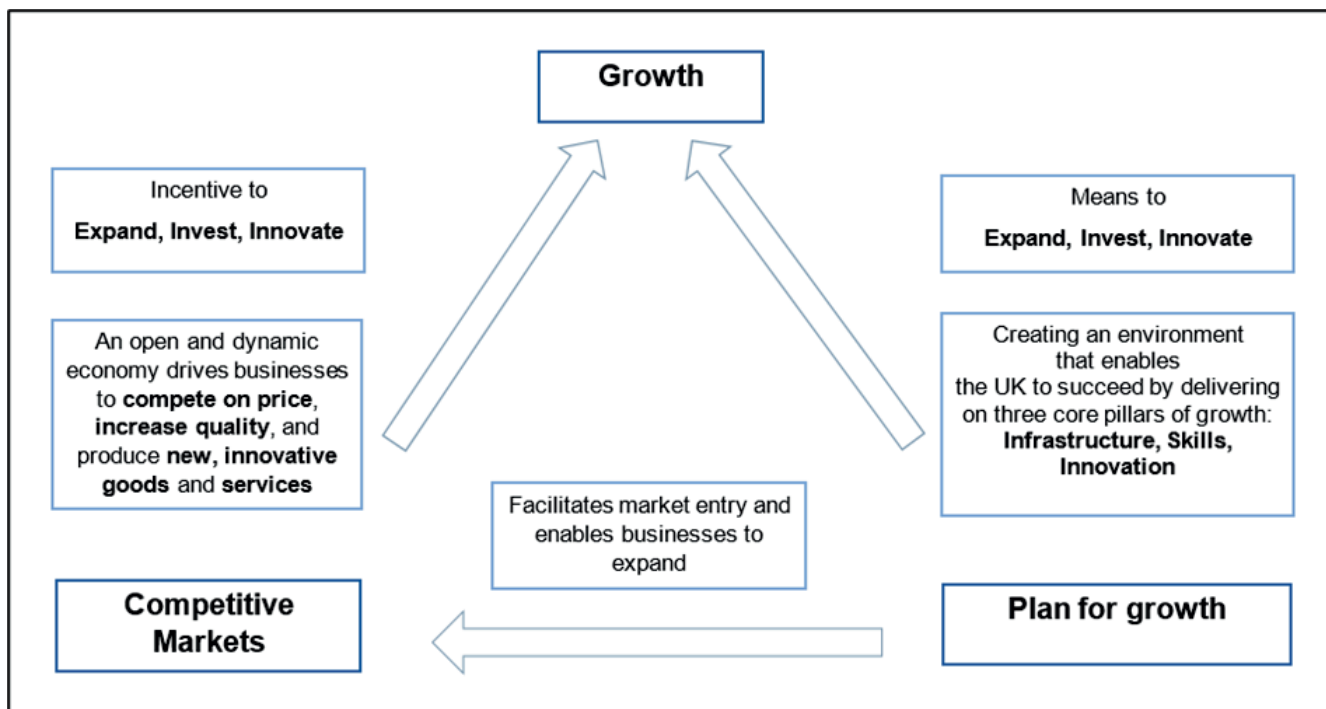 Growth
Incentive to
Expand, Invest, Innovate
An open and dynamic
economy drives businesses
to compete on price,
increase quality, and
produce new, innovative
goods and services
Means to
Expand, Invest, Innovate
Creating an environment
that enables
the UK to succeed by delivering
on three core pillars of growth:
Infrastructure, Skills,
Innovation
Facilitates market entry and
enables businesses to
expand
Competitive
Markets
Plan for growth